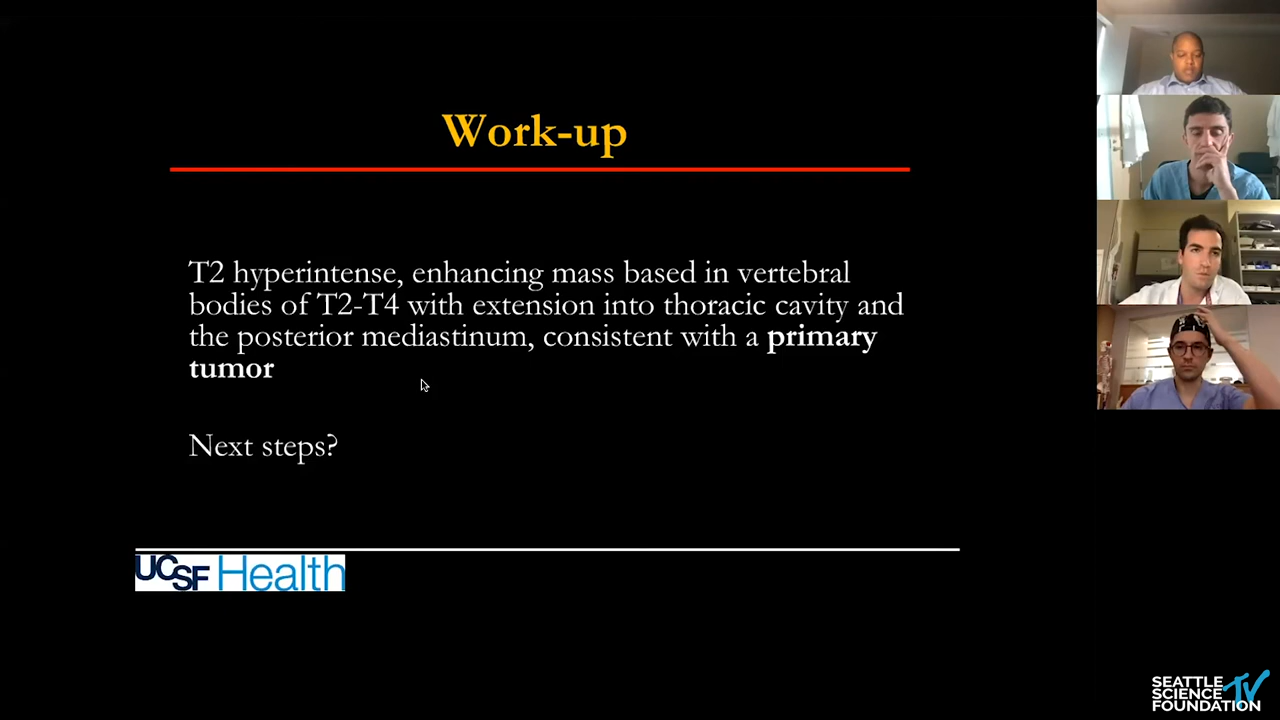 Work-up
T2 hyperintense, enhancing mass based in vertebral
bodies of T2-T4 with extension into thoracic cavity and
the posterior mediastinum, consistent with a primary
tumor
Next steps?
UCSF Health
SEATTLE
SCIENCE
FOUNDATION
TV